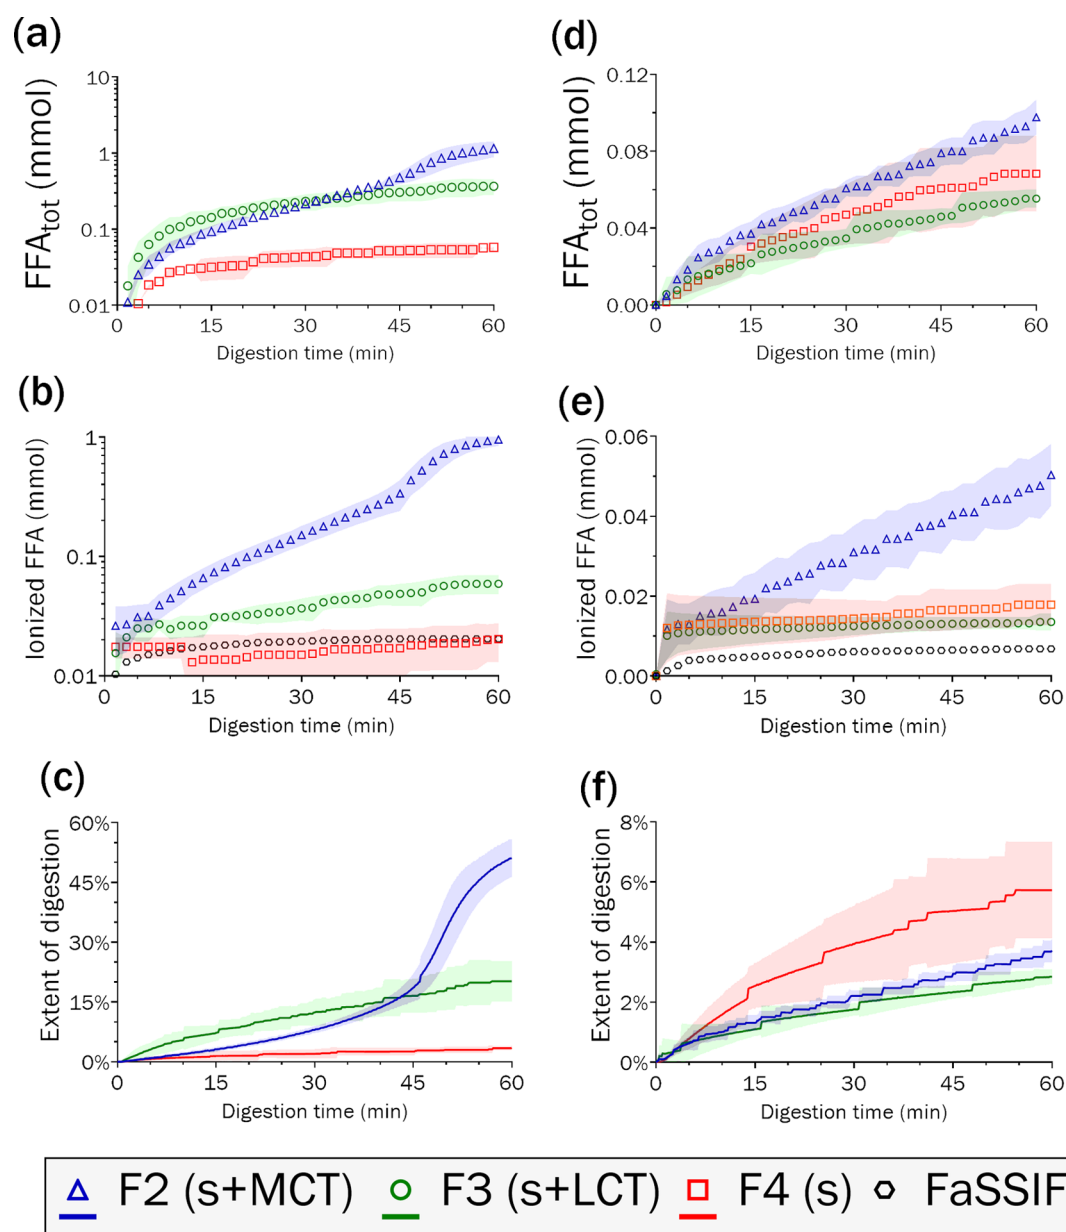 (a)
FFAtot (mmol)
10
1
0.1
0.01
0 15 30 45 60
Digestion time (min)
(d)
FFAtot (mmol)
0.12
0.08
0.04
0.00
0 15 30 45 60
Digestion time (min)
(b)
Ionized FFA (mmol)
1
0.1
0.01
15 30 45 60
Digestion time (min)
(e)
Ionized FFA (mmol)
0.06
0.04
0.02
0.00
0 15 30 45 60
Digestion time (min)
(c)
Extent of digestion
60%
45%
30%
15%
0%
0 15 30 45 60
Digestion time (min)
(f)
Extent of digestion
8%
6%
4%
2%
0%
0 15 30 45 60
Digestion time (min)
F2 (s+MCT) F3 (s+LCT) F4 (s) FaSSIF